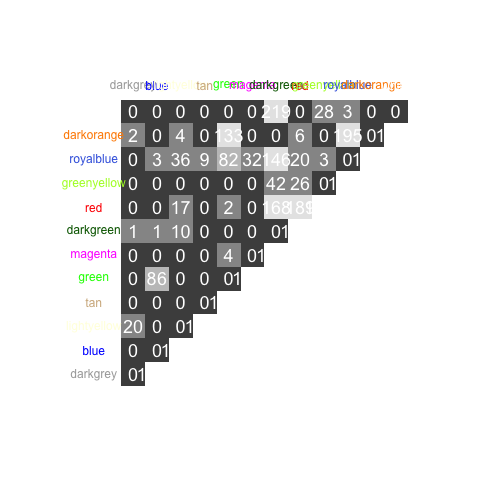 darkgrey blue tan green magenta darkgreen red greenyellow royalblue darkorange
0 0 0 0 0 0 219 0 28 3 0 0
darkorange 2 0 4 0 133 0 0 6 0 195 01
royalblue 0 3 36 9 82 32 146 20 3 01
greenyellow 0 0 0 0 0 0 42 26 01
red 0 0 17 0 2 0 168 189
darkgreen 1 1 10 0 0 0 01
magenta 0 0 0 0 4 01
green 0 86 0 0 01
tan 0 0 0 01
20 0 01
blue 0 01
darkgrey 01